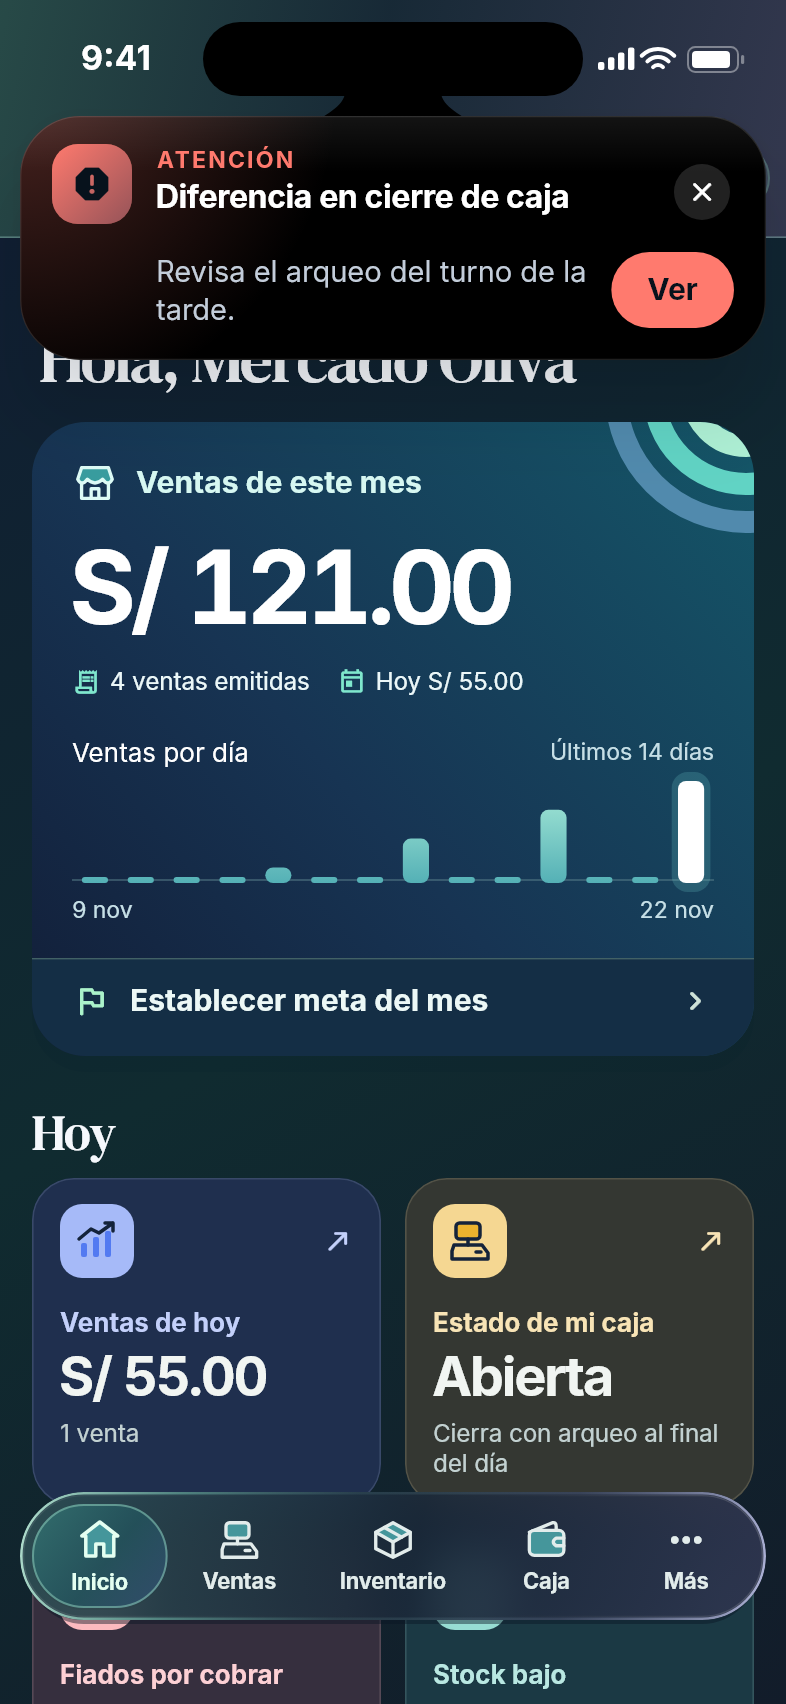 9:41
ATENCIÓN
Diferencia en cierre de caja
Revisa el arqueo del turno de la
tarde.
Ver
Hola, Mercado Oliva
Ventas de este mes
S/ 121.00
4 ventas emitidas
Hoy S/ 55.00
Ventas por día
Últimos 14 días
9 nov
22 nov
Establecer meta del mes
Hoy
Ventas de hoy
S/ 55.00
1 venta
Estado de mi caja
Abierta
Cierra con arqueo al final
del día
Inicio
Ventas
Inventario
Caja
Más
Fiados por cobrar
Stock bajo